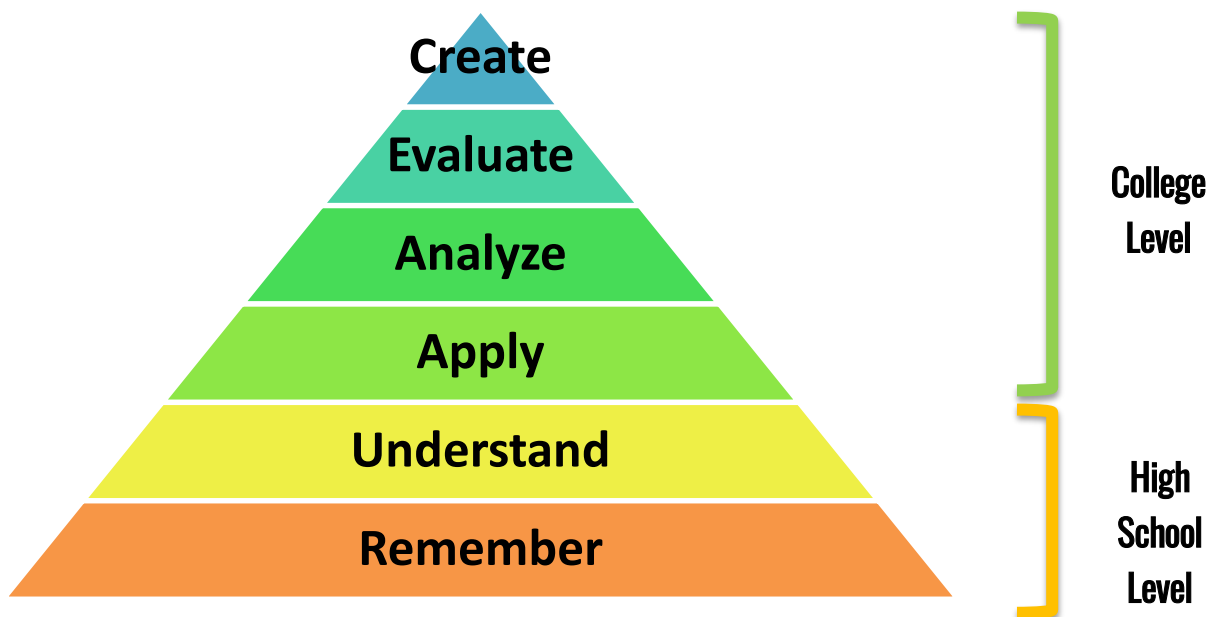 Create
Evaluate
Analyze
Apply
Understand
Remember
College
Level
High
School
Level